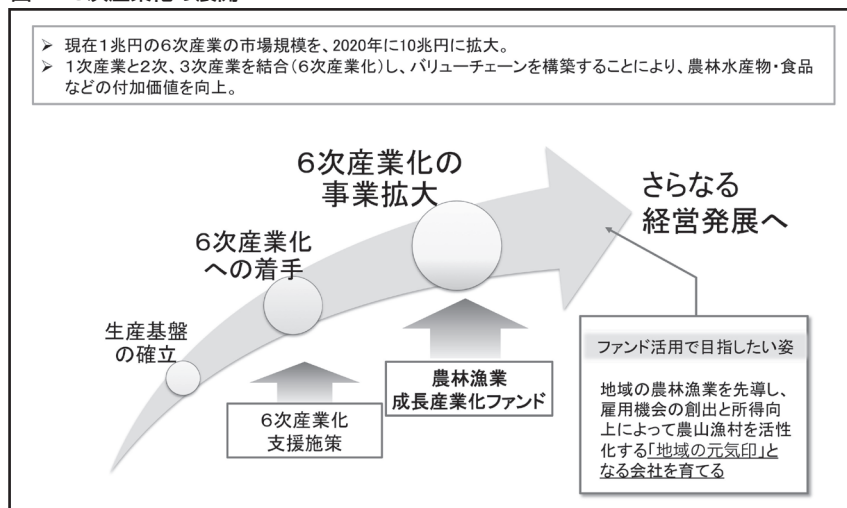 ➢ 現在1兆円の6次産業の市場規模を、2020年に10兆円に拡大。
➢ 1次産業と2次、3次産業を結合(6次産業化)し、バリューチェーンを構築することにより、農林水産物・食品
などの付加価値を向上。
6次産業化の
事業拡大
さらなる
経営発展へ
6次産業化
への着手
生産基盤
の確立
農林漁業
成長産業化ファンド
6次産業化
支援施策
ファンド活用で目指したい姿
地域の農林漁業を先導し、
雇用機会の創出と所得向
上によって農山漁村を活性
化する「地域の元気印」と
なる会社を育てる